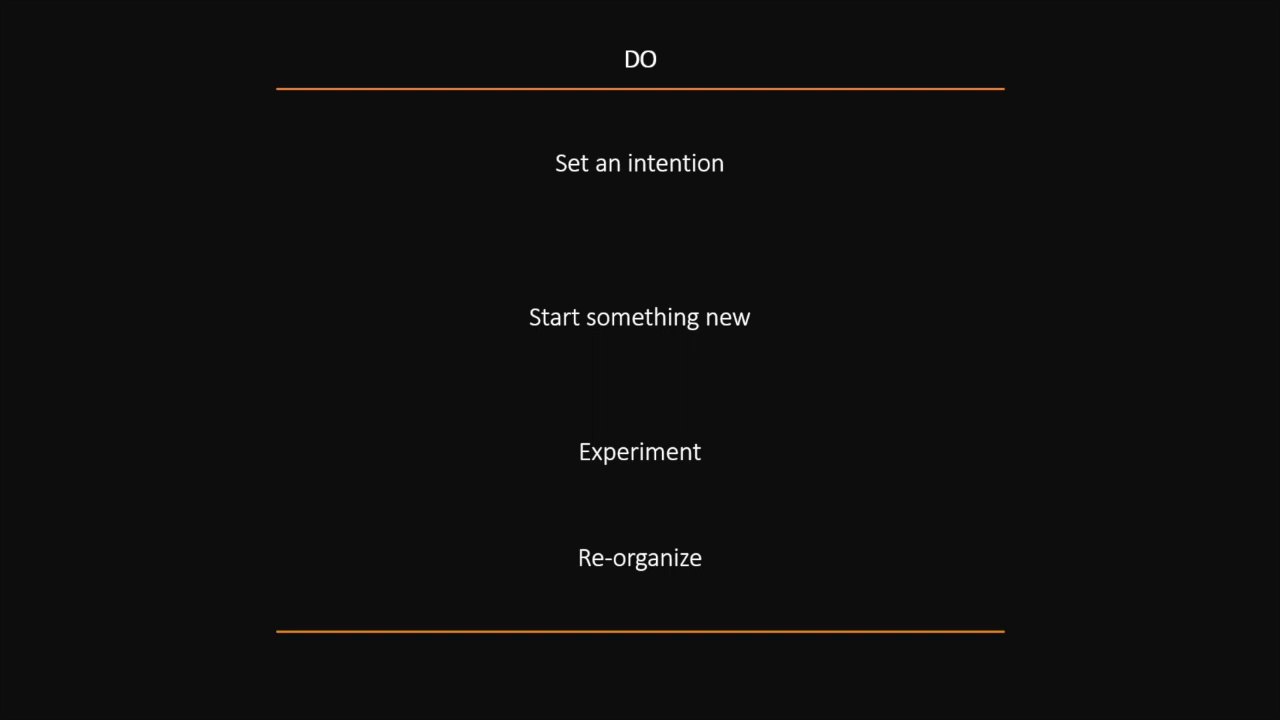 DO
Set an intention
Start something new
Experiment
Re-organize